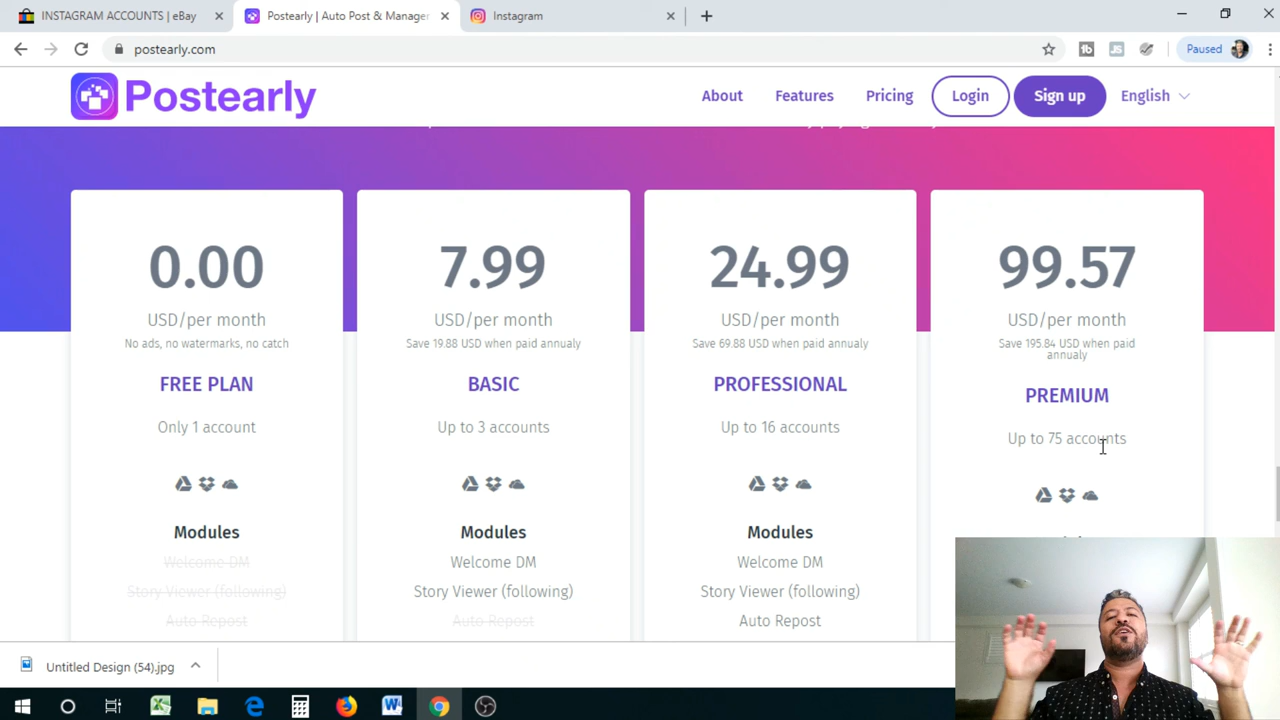 INSTAGRAM ACCOUNTS | eBay
Postearly | Auto Post & Manager
Instagram
postearly.com
Paused
Postearly
About
Features
Pricing
Login
Sign up
English
0.00
USD/per month
No ads, no watermarks, no catch
FREE PLAN
Only 1 account
Modules
Welcome DM
Story Viewer (following)
Auto Repost
7.99
USD/per month
Save 19.88 USD when paid annualy
BASIC
Up to 3 accounts
Modules
Welcome DM
Story Viewer (following)
Auto Repost
24.99
USD/per month
Save 69.88 USD when paid annualy
PROFESSIONAL
Up to 16 accounts
Modules
Welcome DM
Story Viewer (following)
Auto Repost
99.57
USD/per month
Save 195.84 USD when paid
annualy
PREMIUM
Up to 75 accounts
Untitled Design (54).jpg